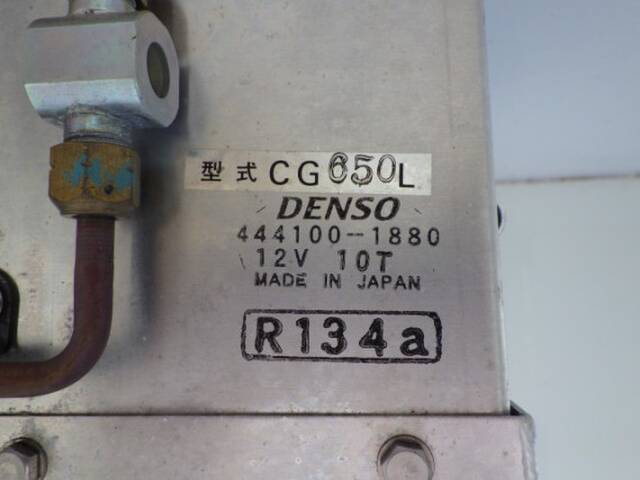 型式 CG650L
DENSO
444100-1880
12V 10T
MADE IN JAPAN
R134a